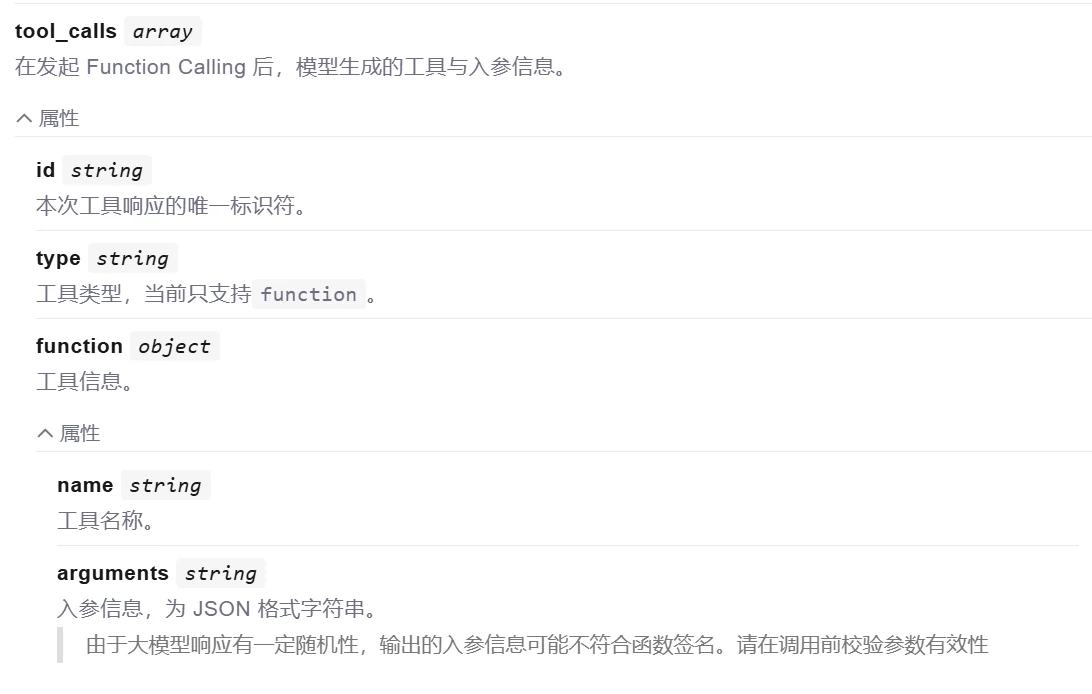 tool_calls array
在发起 Function Calling 后，模型生成的工具与入参信息。
属性
id string
本次工具响应的唯一标识符。
type string
工具类型，当前只支持 function 。
function object
工具信息。
属性
name string
工具名称。
arguments string
入参信息，为 JSON 格式字符串。
由于大模型响应有一定随机性，输出的入参信息可能不符合函数签名。请在调用前校验参数有效性